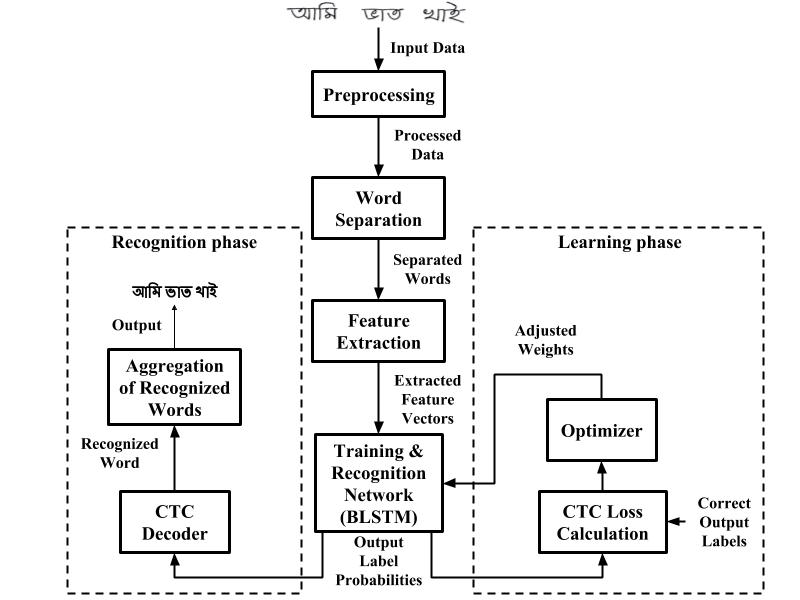 আমি ভাত খাই
Input Data
Preprocessing
Processed
Data
Word
Separation
Separated
Words
Feature
Extraction
Extracted
Feature
Vectors
Training &
Recognition
Network
(BLSTM)
Output
Label
Probabilities
Recognition phase
আমি ভাত খাই
Output
Aggregation
of Recognized
Words
Recognized
Word
CTC
Decoder
Learning phase
Adjusted
Weights
Optimizer
CTC Loss
Calculation
Correct
Output
Labels